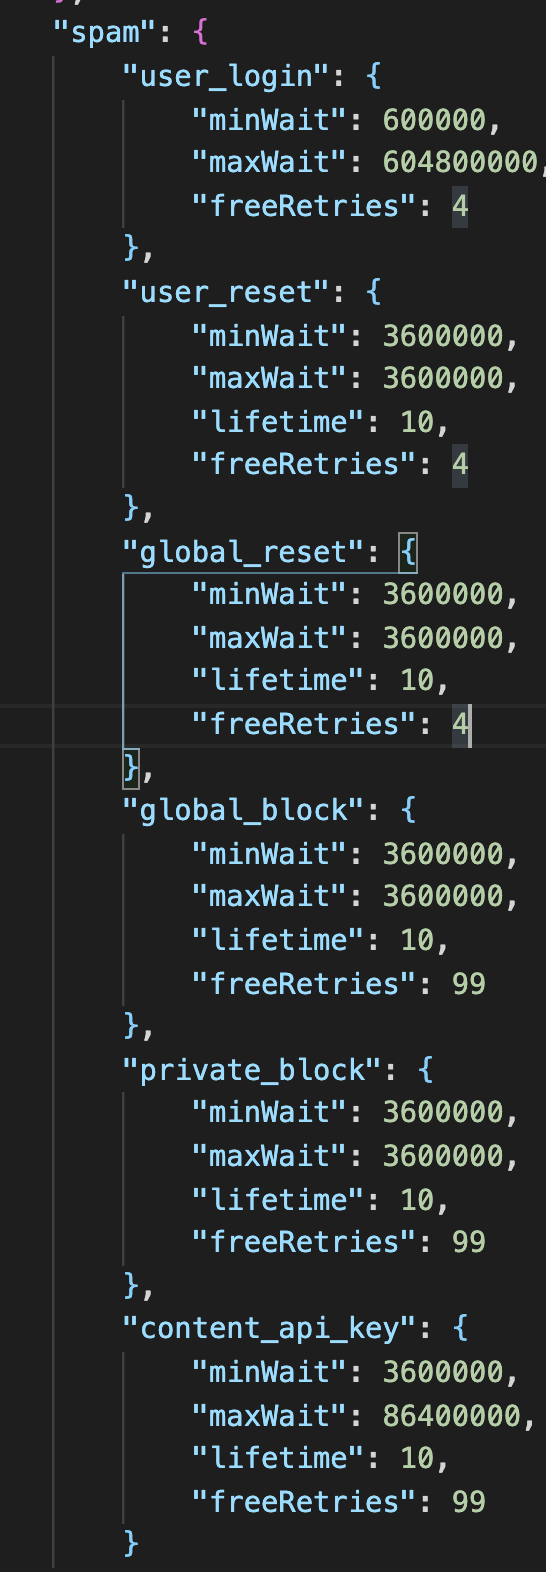 },
"spam": {
"user_login": {
"minWait": 600000,
"maxWait": 604800000,
"freeRetries": 4
},
"user_reset": {
"minWait": 3600000,
"maxWait": 3600000,
"lifetime": 10,
"freeRetries": 4
},
"global_reset": {
"minWait": 3600000,
"maxWait": 3600000,
"lifetime": 10,
"freeRetries": 4
},
"global_block": {
"minWait": 3600000,
"maxWait": 3600000,
"lifetime": 10,
"freeRetries": 99
},
"private_block": {
"minWait": 3600000,
"maxWait": 3600000,
"lifetime": 10,
"freeRetries": 99
},
"content_api_key": {
"minWait": 3600000,
"maxWait": 86400000,
"lifetime": 10,
"freeRetries": 99
}